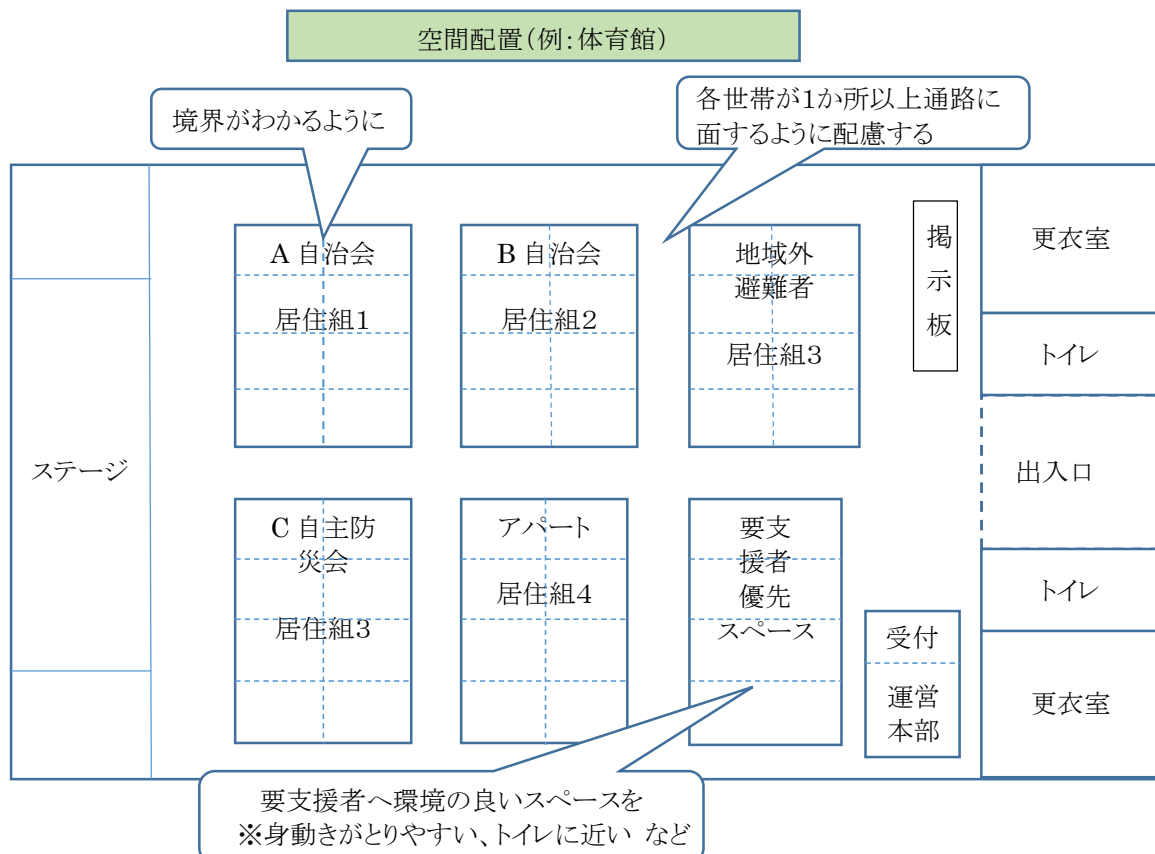 空間配置（例：体育館）
境界がわかるように
各世帯が１か所以上通路に
面するように配慮する
A 自治会
居住組１
B 自治会
居住組２
地域外
避難者
居住組３
掲
示
板
更衣室
トイレ
ステージ
出入口
C 自主防
災会
居住組３
アパート
居住組４
要支
援者
優先
スペース
受付
運営
本部
トイレ
更衣室
要支援者へ環境の良いスペースを
※身動きがとりやすい、トイレに近い など